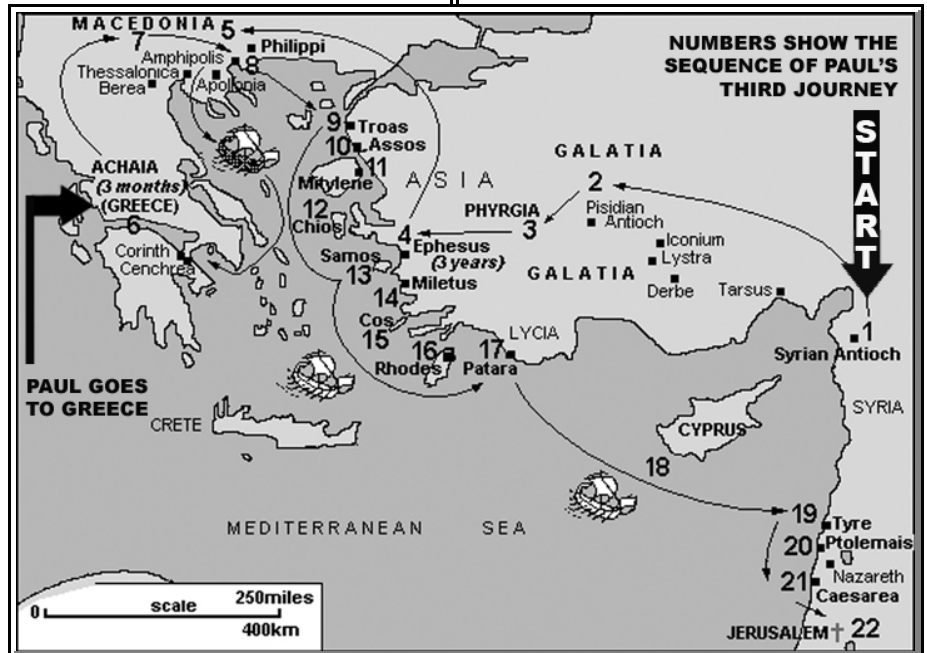 MACEDONIA 5
7
Philippi
Amphipolis
8
Thessalonica
Apollonia
Berea
NUMBERS SHOW THE
SEQUENCE OF PAUL'S
THIRD JOURNEY
START
9
Troas
10
Assos
11
Mitylene
ASIA
GALATIA
2
ACHAIA
(3 months)
(GREECE)
6
Corinth
Cenchrea
12
Chios
PHYRGIA
3
Pisidian
Antioch
4
Ephesus
(3 years)
Iconium
Lystra
GALATIA
Derbe
Tarsus
Samos
13
Miletus
14
Cos
15
LYCIA
16
Rhodes
17
Patara
1
Syrian Antioch
PAUL GOES
TO GREECE
CRETE
CYPRUS
SYRIA
18
MEDITERRANEAN SEA
19
Tyre
20
Ptolemais
Nazareth
21
Caesarea
JERUSALEM 22
0
scale
250miles
400km